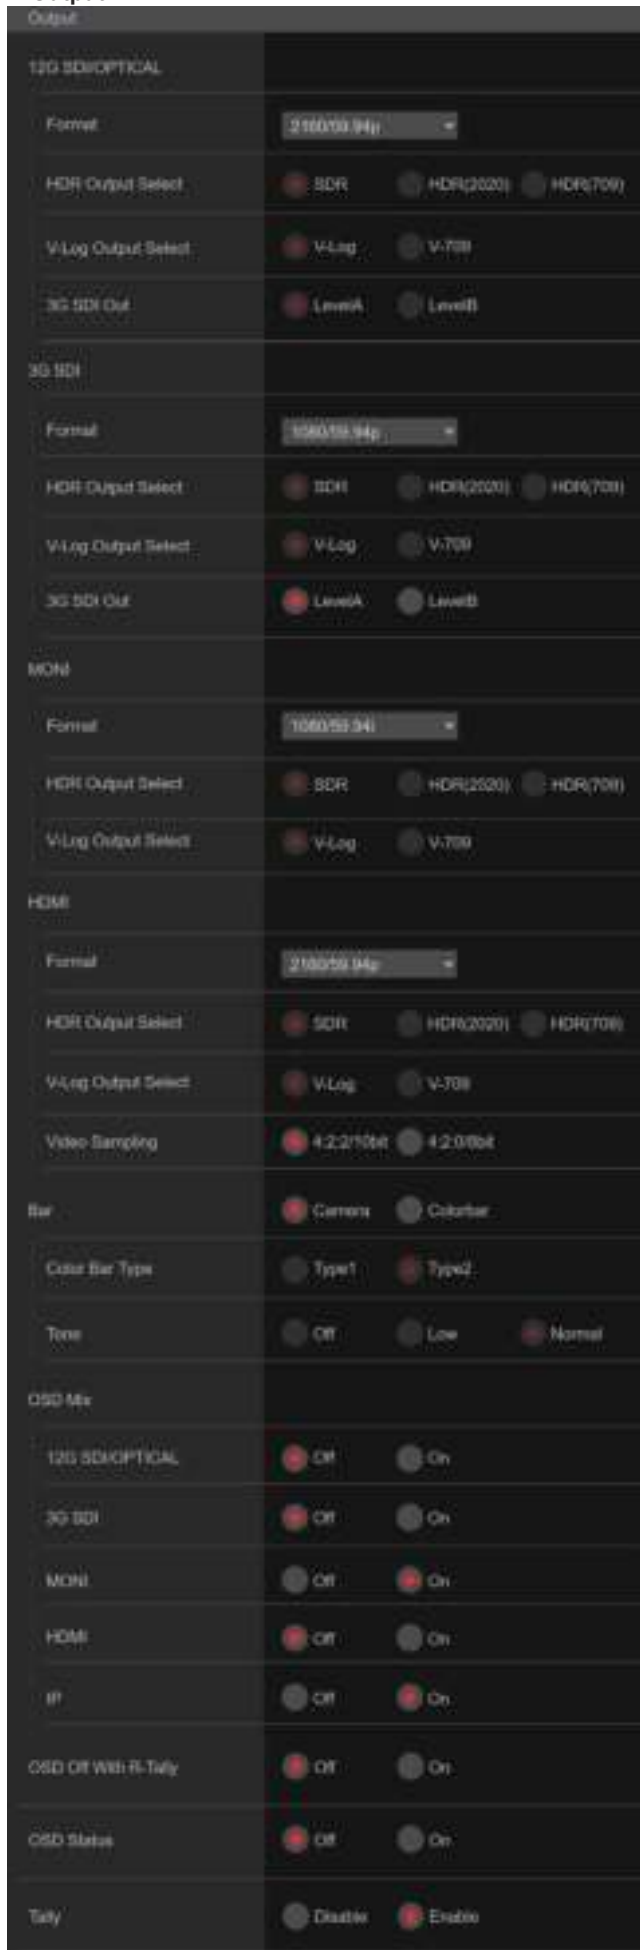 Output
12G SDI/OPTICAL
Format 2160/59.94p
HDR Output Select SDR HDR(2020) HDR(709)
V-Log Output Select V-Log V-709
3G SDI Out LevelA LevelB
3G SDI
Format 1080/59.94p
HDR Output Select SDR HDR(2020) HDR(709)
V-Log Output Select V-Log V-709
3G SDI Out LevelA LevelB
MONI
Format 1080/59.94i
HDR Output Select SDR HDR(2020) HDR(709)
V-Log Output Select V-Log V-709
HDMI
Format 2160/59.94p
HDR Output Select SDR HDR(2020) HDR(709)
V-Log Output Select V-Log V-709
Video Sampling 4:2:2/10bit 4:2:0/8bit
Bar Camera Colorbar
Color Bar Type Type1 Type2
Tone Off Low Normal
OSD Mix
12G SDI/OPTICAL Off On
3G SDI Off On
MONI Off On
HDMI Off On
IP Off On
OSD Off With R-Tally Off On
OSD Status Off On
Tally Disable Enable